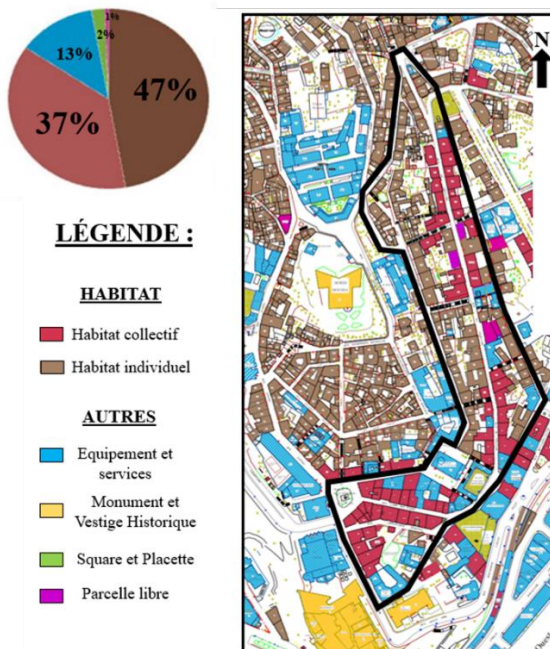 1%
2%
13%
47%
37%
N
LÉGENDE :
HABITAT
Habitat collectif
Habitat individuel
AUTRES
Equipement et
services
Monument et
Vestige Historique
Square et Placette
Parcelle libre